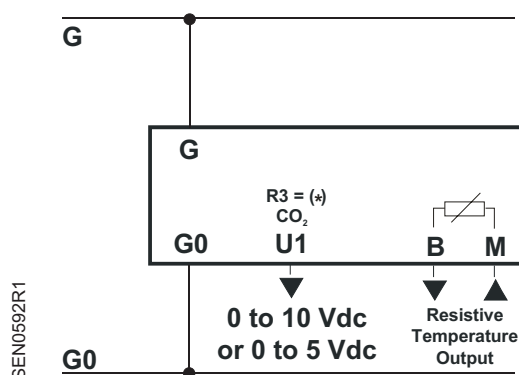 G
G
R3 = (*)
CO₂
G0 U1 B M
0 to 10 Vdc
or 0 to 5 Vdc
Resistive
Temperature
Output
G0
SEN0592R1